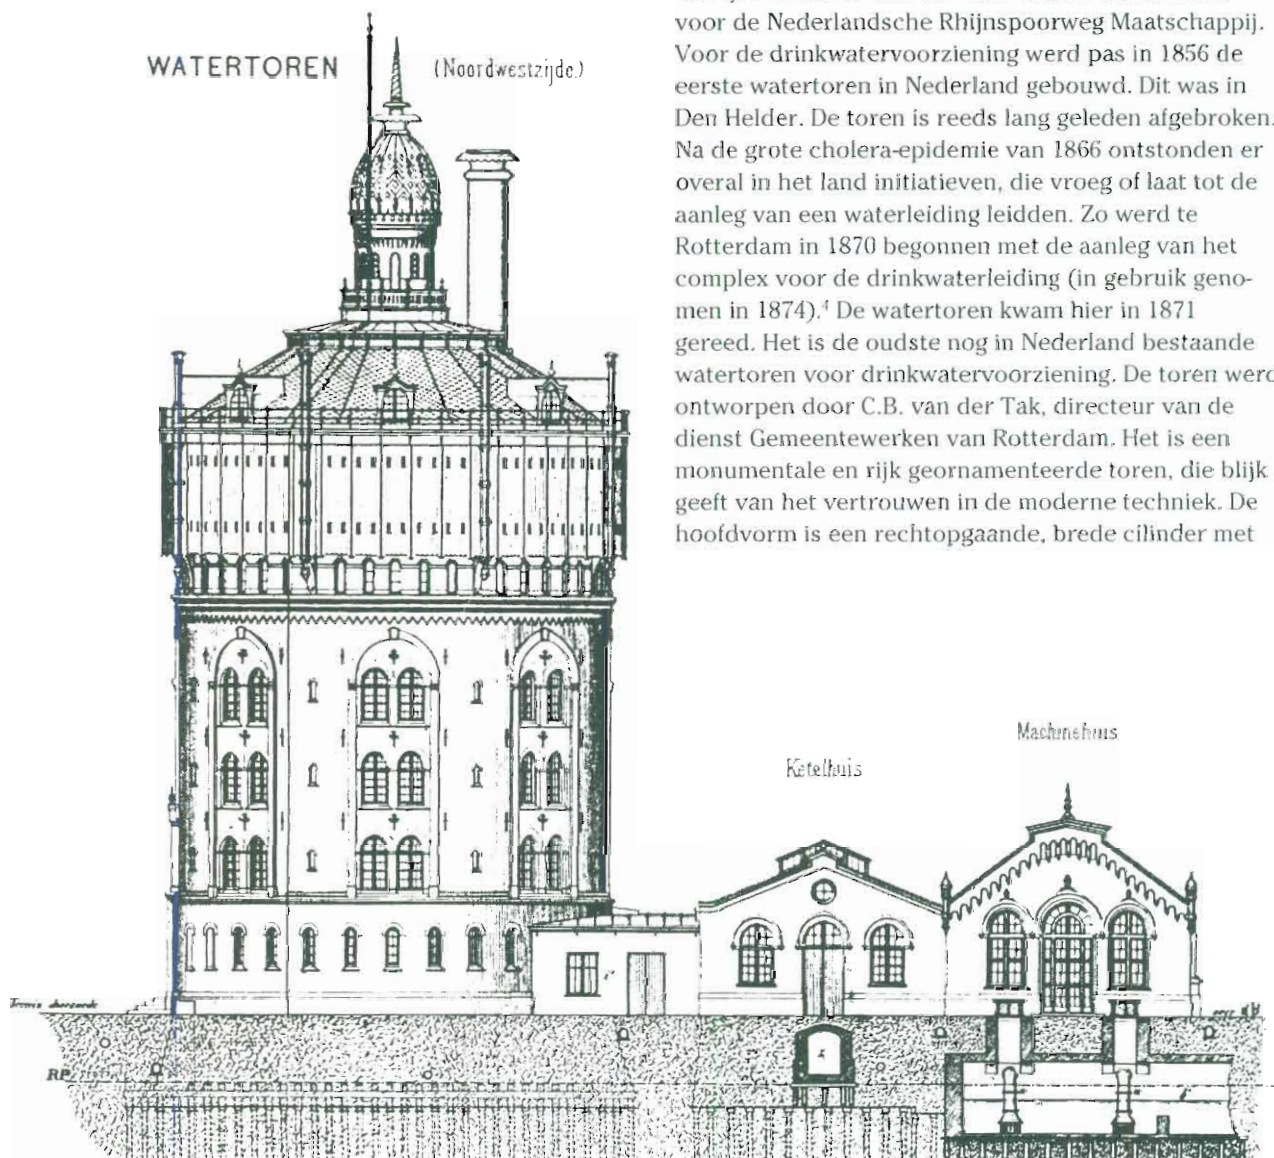 WATERTOREN (Noordwestzijde.)
voor de Nederlandsche Rhijnspoorweg Maatschappij.
Voor de drinkwatervoorziening werd pas in 1856 de
eerste watertoren in Nederland gebouwd. Dit was in
Den Helder. De toren is reeds lang geleden afgebroken.
Na de grote cholera-epidemie van 1866 ontstonden er
overal in het land initiatieven, die vroeg of laat tot de
aanleg van een waterleiding leidden. Zo werd te
Rotterdam in 1870 begonnen met de aanleg van het
complex voor de drinkwaterleiding (in gebruik geno-
men in 1874).⁴ De watertoren kwam hier in 1871
gereed. Het is de oudste nog in Nederland bestaande
watertoren voor drinkwatervoorziening. De toren werd
ontworpen door C.B. van der Tak, directeur van de
dienst Gemeentewerken van Rotterdam. Het is een
monumentale en rijk geornamenteerde toren, die blijk
geeft van het vertrouwen in de moderne techniek. De
hoofdvorm is een rechtopgaande, brede cilinder met
Machinehuis
Ketelhuis
RP